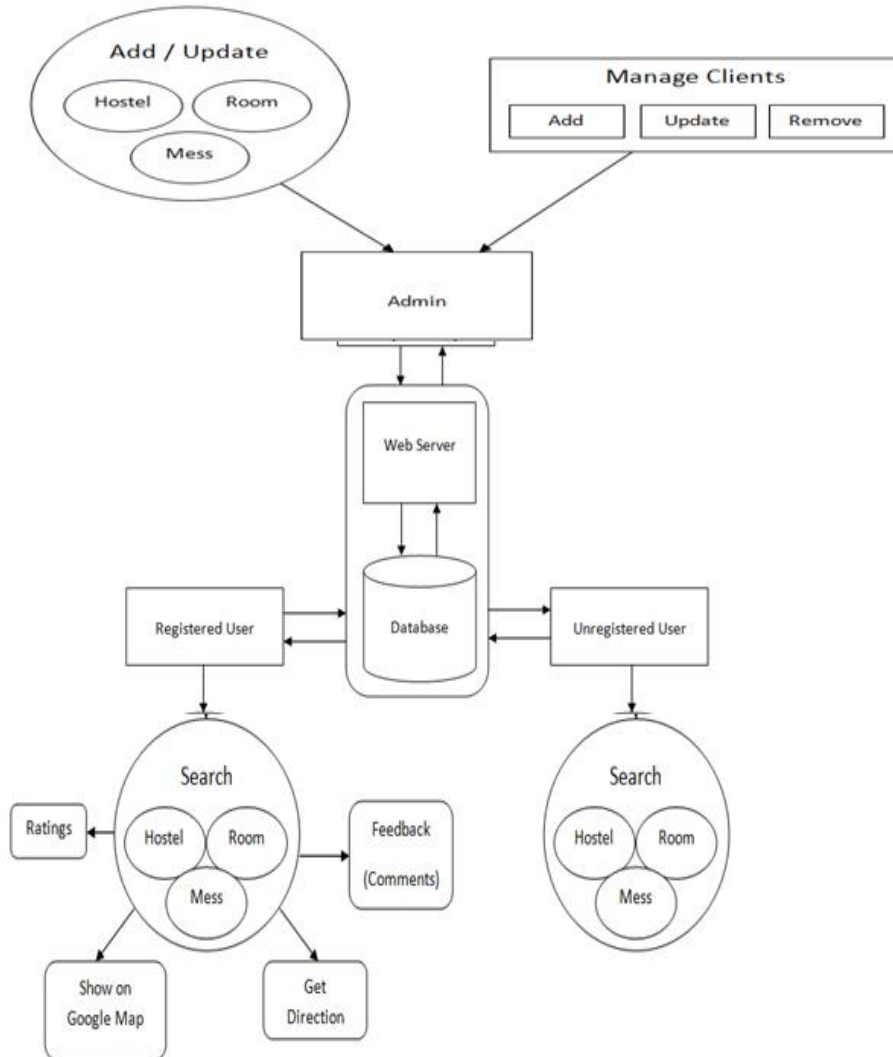 Add / Update
Hostel
Room
Mess
Manage Clients
Add
Update
Remove
Admin
Web Server
Database
Registered User
Unregistered User
Search
Hostel
Room
Mess
Ratings
Feedback
(Comments)
Show on
Google Map
Get
Direction
Search
Hostel
Room
Mess